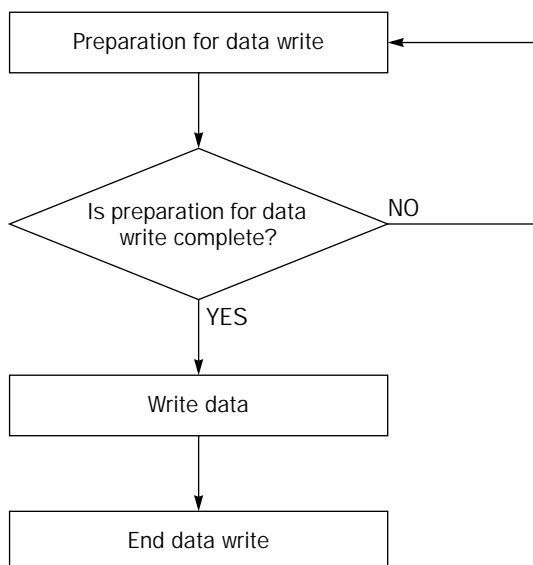 Preparation for data write
Is preparation for data
write complete?
NO
YES
Write data
End data write